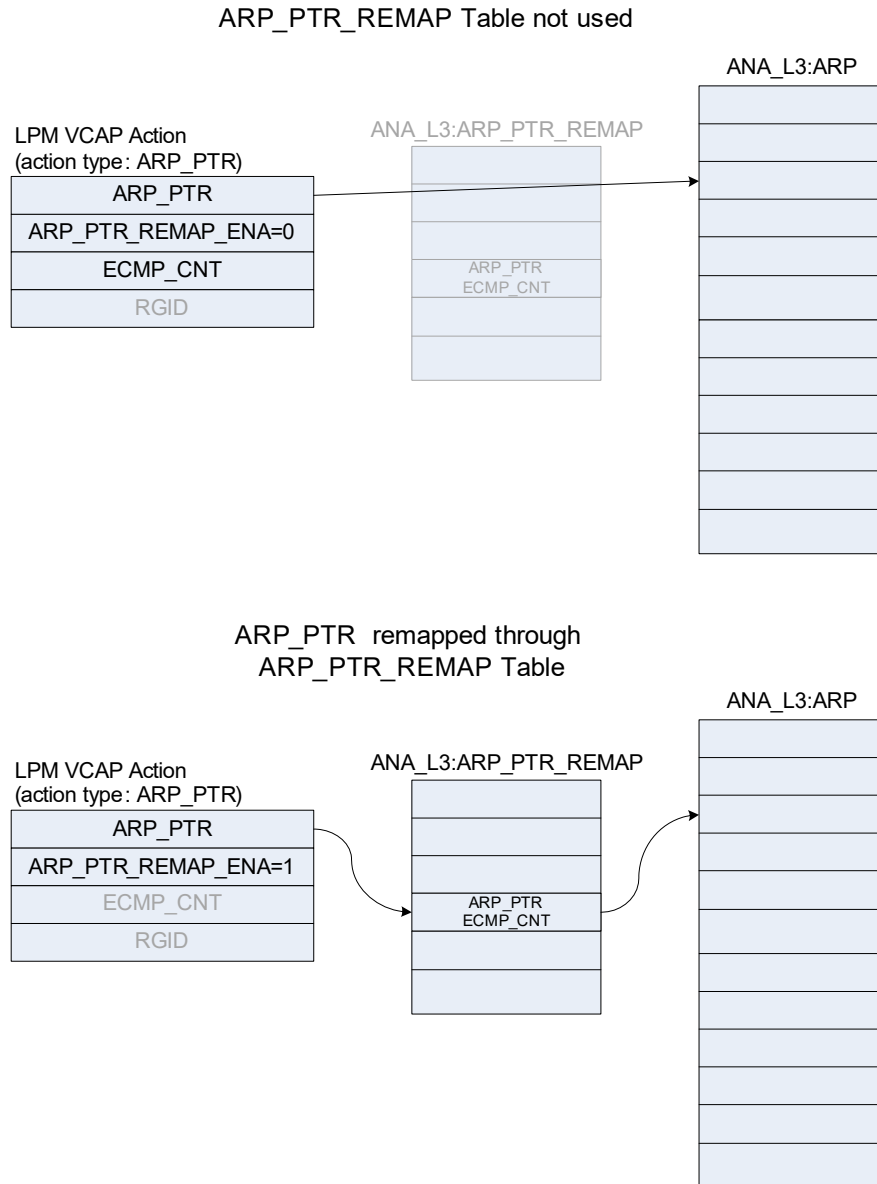 ARP_PTR_REMAP Table not used
ANA_L3:ARP
ANA_L3:ARP_PTR_REMAP
LPM VCAP Action
(action type: ARP_PTR)
ARP_PTR
ARP_PTR_REMAP_ENA=0
ECMP_CNT
RGID
ARP_PTR
ECMP_CNT
ARP_PTR remapped through
ARP_PTR_REMAP Table
ANA_L3:ARP
ANA_L3:ARP_PTR_REMAP
LPM VCAP Action
(action type: ARP_PTR)
ARP_PTR
ARP_PTR_REMAP_ENA=1
ECMP_CNT
RGID
ARP_PTR
ECMP_CNT